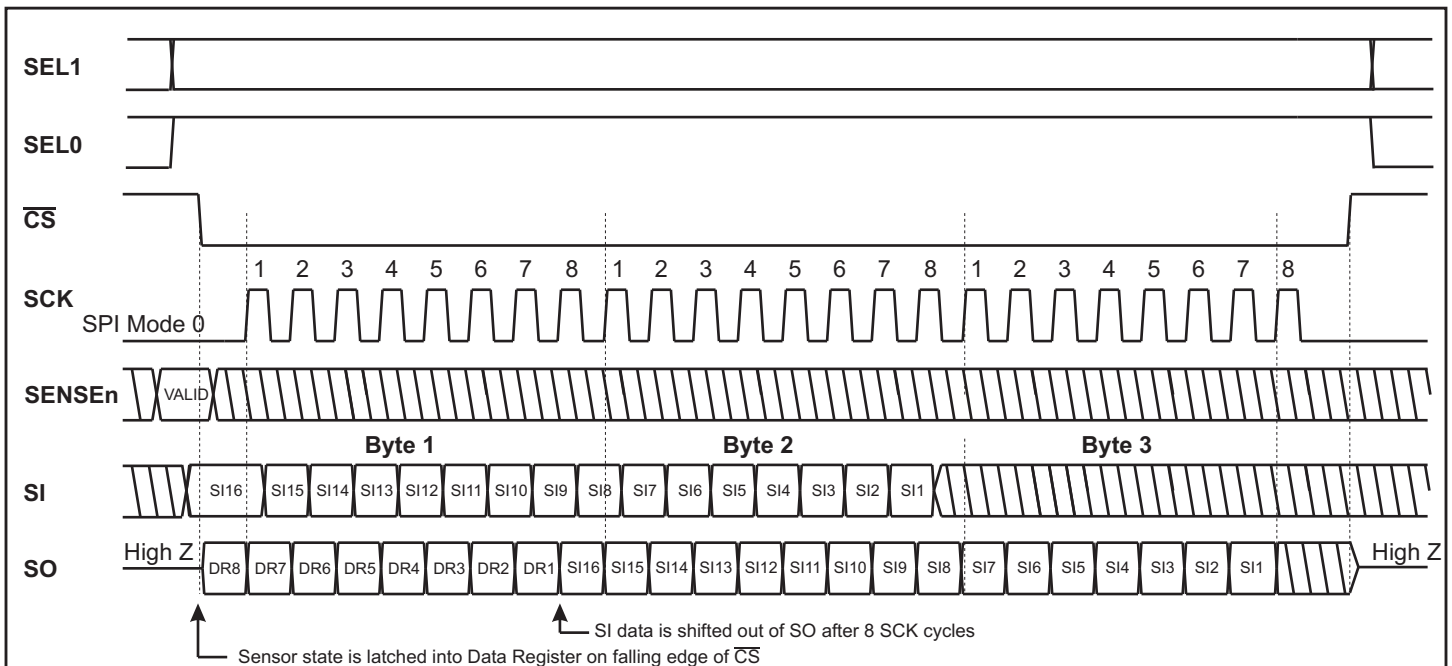 SEL1
SEL0
CS
1 2 3 4 5 6 7 8 1 2 3 4 5 6 7 8 1 2 3 4 5 6 7 8
SCK
SPI Mode 0
SENSEn
VALID
Byte 1 Byte 2 Byte 3
SI
SI16 SI15 SI14 SI13 SI12 SI11 SI10 SI9 SI8 SI7 SI6 SI5 SI4 SI3 SI2 SI1
High Z High Z
SO
DR8 DR7 DR6 DR5 DR4 DR3 DR2 DR1 SI16 SI15 SI14 SI13 SI12 SI11 SI10 SI9 SI8 SI7 SI6 SI5 SI4 SI3 SI2 SI1
SI data is shifted out of SO after 8 SCK cycles
Sensor state is latched into Data Register on falling edge of CS